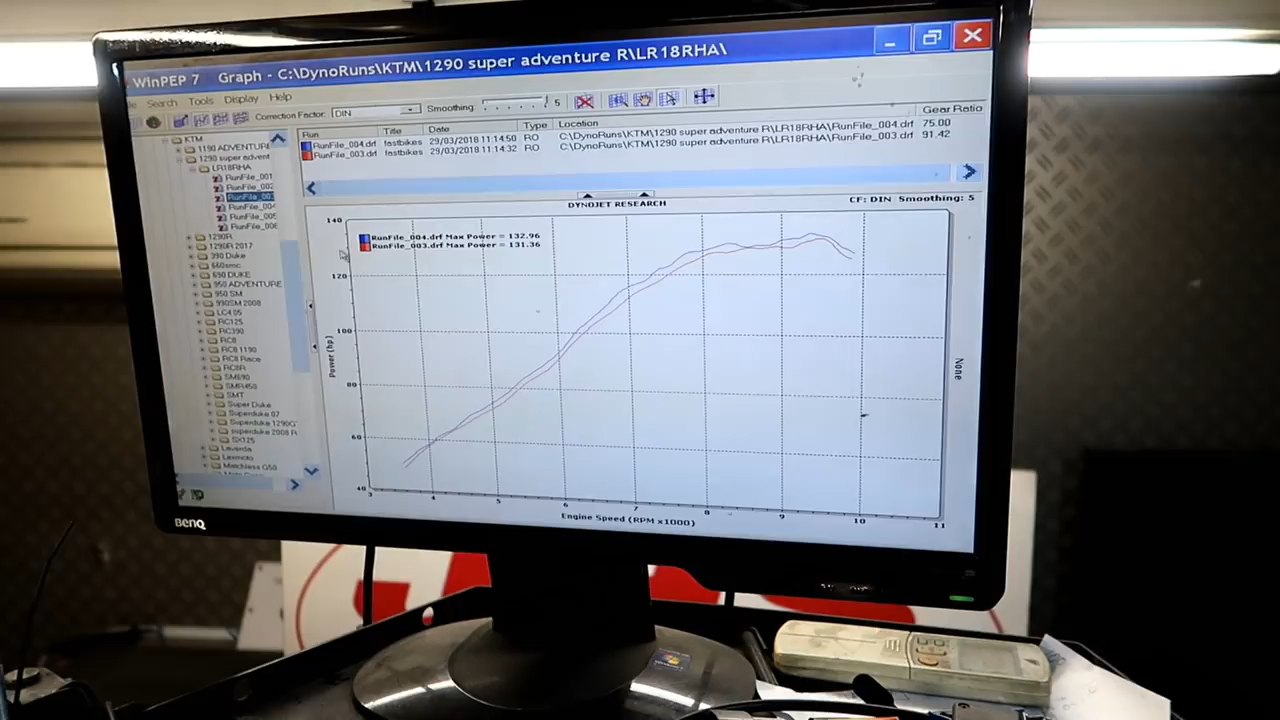 WinPEP 7 Graph - C:\DynoRuns\KTM\1290 super adventure R\LR18RHA\
Search Tools Display Help
Correction Factor: DIN Smoothing: 5
Run Title Date Type Location Gear Ratio
RunFile_004.drf fastbikes 29/03/2018 11:14:50 RO C:\DynoRuns\KTM\1290 super adventure R\LR18RHA\RunFile_004.drf 75.00
RunFile_003.drf fastbikes 29/03/2018 11:14:32 RO C:\DynoRuns\KTM\1290 super adventure R\LR18RHA\RunFile_003.drf 91.42
KTM
1190 ADVENTURE
1290 super advent
LR18RHA
RunFile_001
RunFile_002
RunFile_003
RunFile_004
RunFile_005
RunFile_006
1290R
1290R 2017
390 Duke
660smc
690 DUKE
950 ADVENTURE
950 SM
990SM 2008
LC4 05
RC125
RC390
RC8
RC8 1190
RC8 Race
RC8R
SME90
SMR450
SMT
Super Duke
Superduke 07
Superduke 1290G
superduke 2008 R
SX125
Laverda
Lexmoto
Matchless G50
DYNOJET RESEARCH
CF: DIN Smoothing: 5
RunFile_004.drf Max Power = 132.96
RunFile_003.drf Max Power = 131.36
140
120
100
80
60
40
Power (hp)
None
3 4 5 6 7 8 9 10 11
Engine Speed (RPM x1000)
BenQ